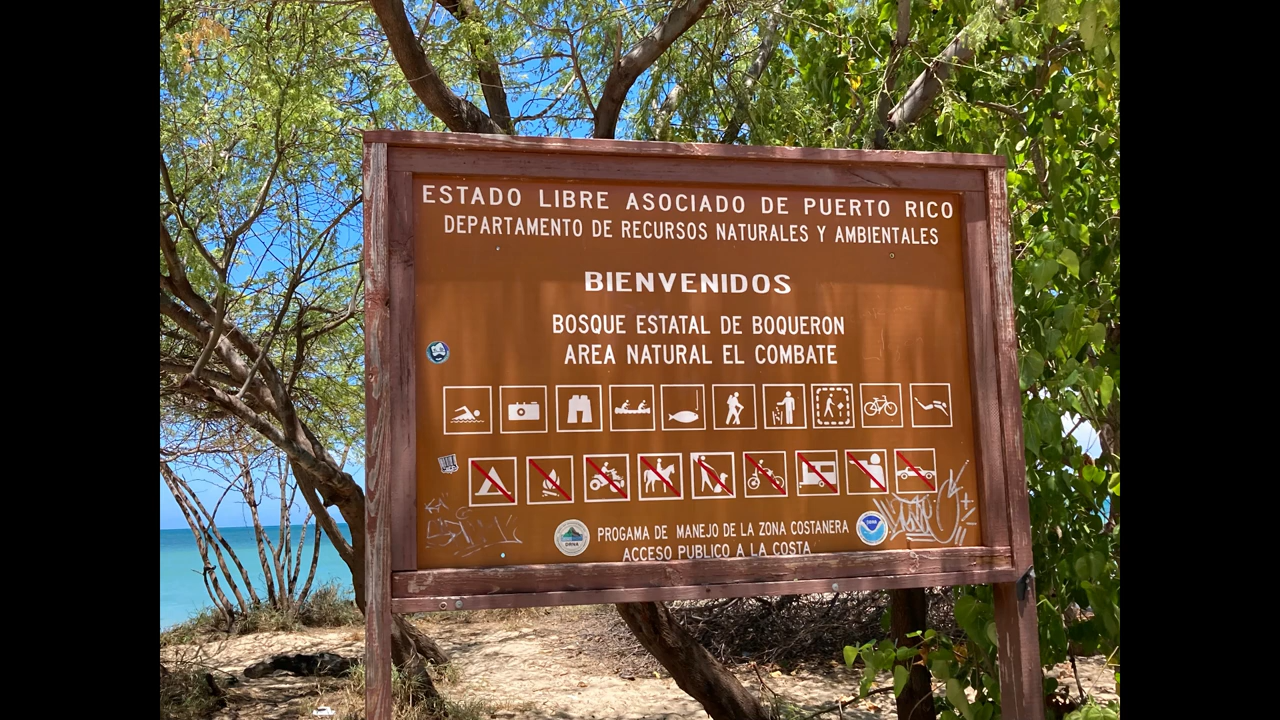 ESTADO LIBRE ASOCIADO DE PUERTO RICO
DEPARTAMENTO DE RECURSOS NATURALES Y AMBIENTALES
BIENVENIDOS
BOSQUE ESTATAL DE BOQUERON
AREA NATURAL EL COMBATE
PROGAMA DE MANEJO DE LA ZONA COSTANERA
ACCESO PUBLICO A LA COSTA
DRNA